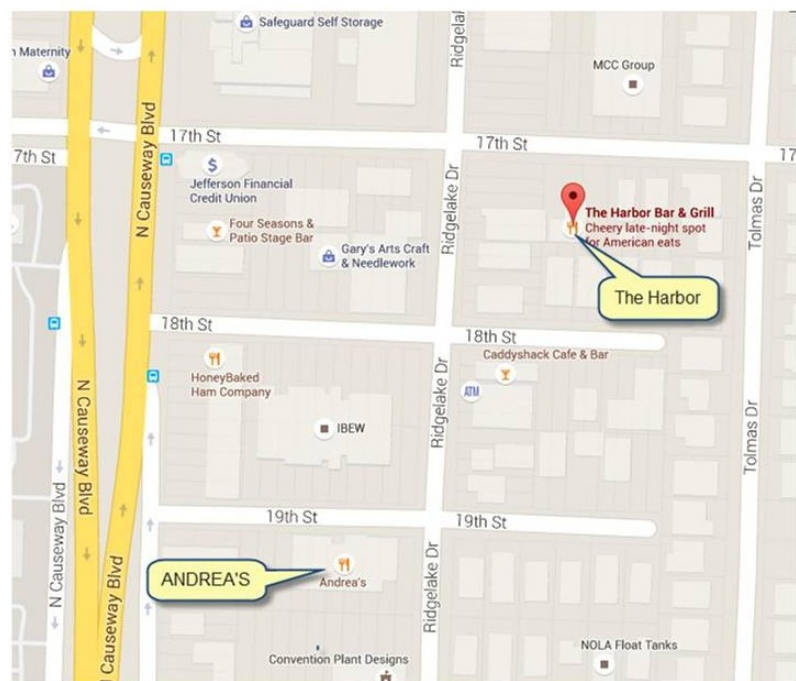 Safeguard Self Storage
n Maternity
Ridgela
MCC Group
N Causeway Blvd
17th St
17th St
17
7th St
N Causeway Blvd
Jefferson Financial
Credit Union
Ridgelake Dr
Tolmas Dr
The Harbor Bar & Grill
Cheery late-night spot
for American eats
Four Seasons &
Patio Stage Bar
Gary's Arts Craft
& Needlework
The Harbor
18th St
18th St
Caddyshack Cafe & Bar
HoneyBaked
Ham Company
ATM
Ridgelake Dr
IBEW
Tolmas Dr
N Causeway Blvd
19th St
19th St
N Causeway Blvd
Ridgelake Dr
ANDREA'S
Andrea's
Convention Plant Designs
NOLA Float Tanks